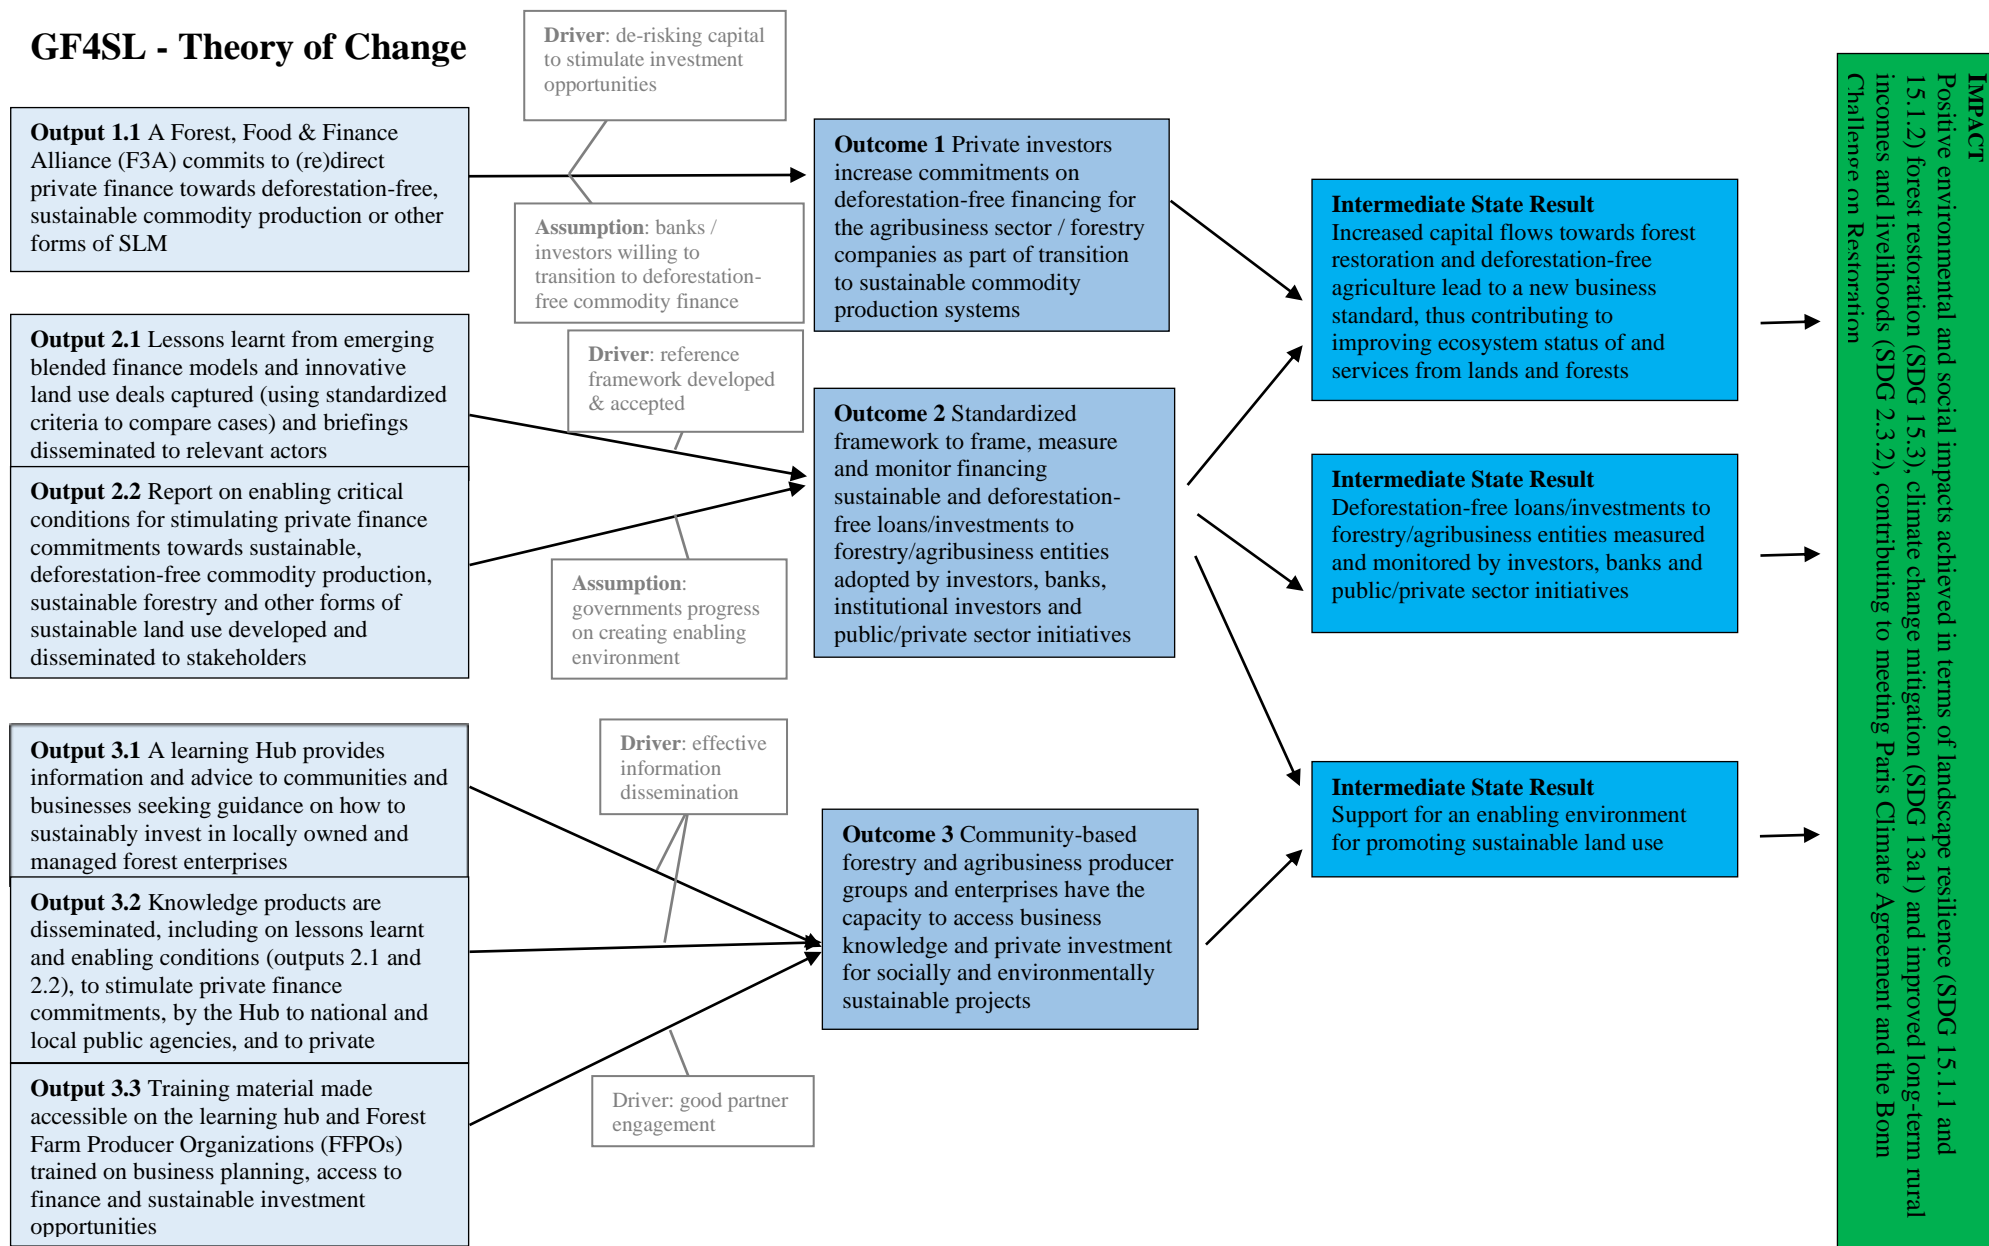 GF4SL - Theory of Change
Driver: de-risking capital
to stimulate investment
opportunities
Output 1.1 A Forest, Food & Finance
Alliance (F3A) commits to (re)direct
private finance towards deforestation-free,
sustainable commodity production or other
forms of SLM
Assumption: banks /
investors willing to
transition to deforestation-
free commodity finance
Outcome 1 Private investors
increase commitments on
deforestation-free financing for
the agribusiness sector / forestry
companies as part of transition
to sustainable commodity
production systems
Output 2.1 Lessons learnt from emerging
blended finance models and innovative
land use deals captured (using standardized
criteria to compare cases) and briefings
disseminated to relevant actors
Output 2.2 Report on enabling critical
conditions for stimulating private finance
commitments towards sustainable,
deforestation-free commodity production,
sustainable forestry and other forms of
sustainable land use developed and
disseminated to stakeholders
Driver: reference
framework developed
& accepted
Assumption:
governments progress
on creating enabling
environment
Outcome 2 Standardized
framework to frame, measure
and monitor financing
sustainable and deforestation-
free loans/investments to
forestry/agribusiness entities
adopted by investors, banks,
institutional investors and
public/private sector initiatives
Output 3.1 A learning Hub provides
information and advice to communities and
businesses seeking guidance on how to
sustainably invest in locally owned and
managed forest enterprises
Output 3.2 Knowledge products are
disseminated, including on lessons learnt
and enabling conditions (outputs 2.1 and
2.2), to stimulate private finance
commitments, by the Hub to national and
local public agencies, and to private
Output 3.3 Training material made
accessible on the learning hub and Forest
Farm Producer Organizations (FFPOs)
trained on business planning, access to
finance and sustainable investment
opportunities
Driver: effective
information
dissemination
Driver: good partner
engagement
Outcome 3 Community-based
forestry and agribusiness producer
groups and enterprises have the
capacity to access business
knowledge and private investment
for socially and environmentally
sustainable projects
Intermediate State Result
Increased capital flows towards forest
restoration and deforestation-free
agriculture lead to a new business
standard, thus contributing to
improving ecosystem status of and
services from lands and forests
Intermediate State Result
Deforestation-free loans/investments to
forestry/agribusiness entities measured
and monitored by investors, banks and
public/private sector initiatives
Intermediate State Result
Support for an enabling environment
for promoting sustainable land use
IMPACT
Positive environmental and social impacts achieved in terms of landscape resilience (SDG 15.1.1 and
15.1.2) forest restoration (SDG 15.3), climate change mitigation (SDG 13a1) and improved long-term rural
incomes and livelihoods (SDG 2.3.2), contributing to meeting Paris Climate Agreement and the Bonn
Challenge on Restoration